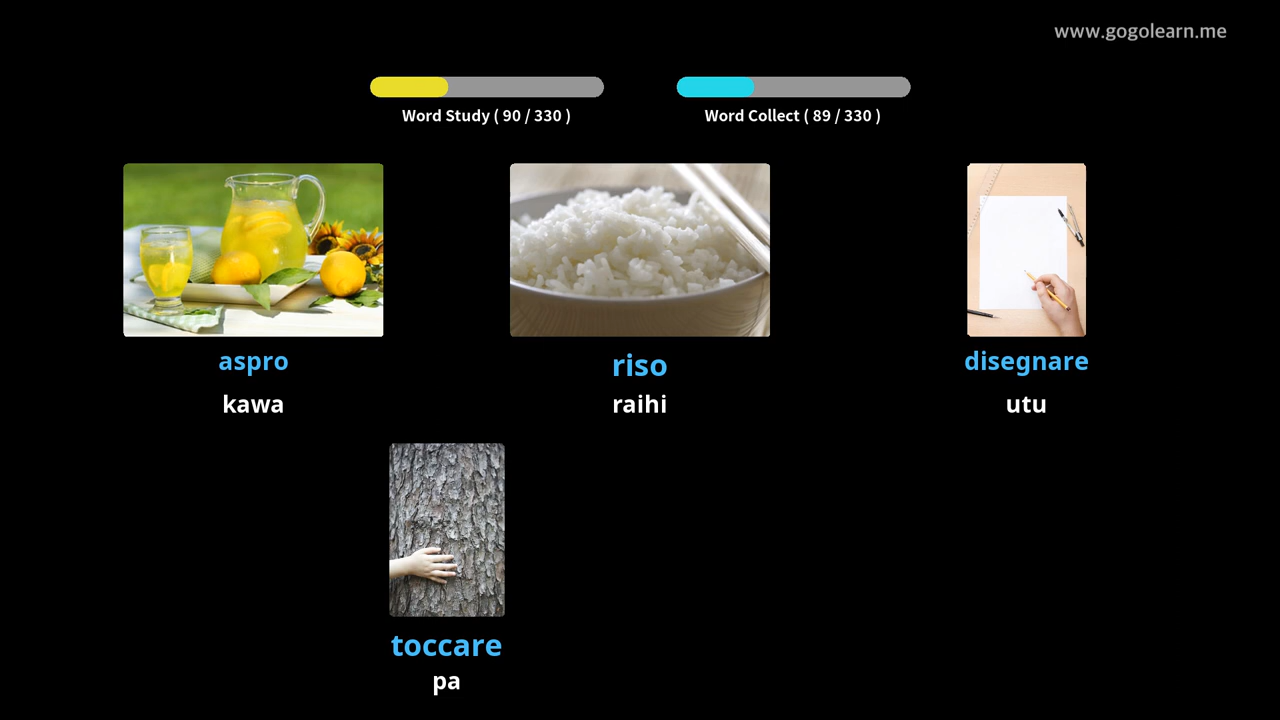 www.gogolearn.me
Word Study ( 90 / 330 )
Word Collect ( 89 / 330 )
aspro
kawa
riso
raihi
disegnare
utu
toccare
pa